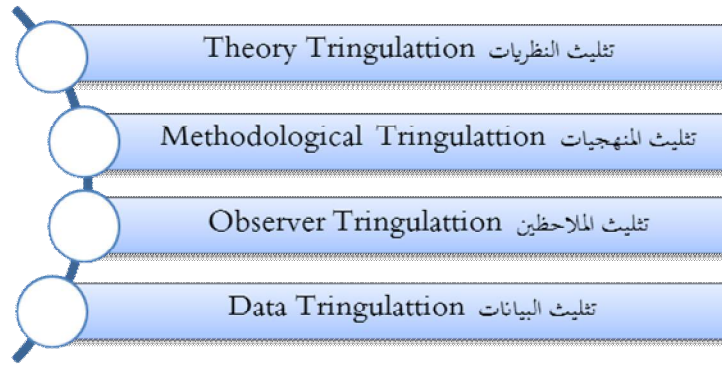 تثليث النظريات Theory Tringulattion
تثليث المنهجيات Methodological Tringulattion
تثليث الملاحظين Observer Tringulattion
تثليث البيانات Data Tringulattion